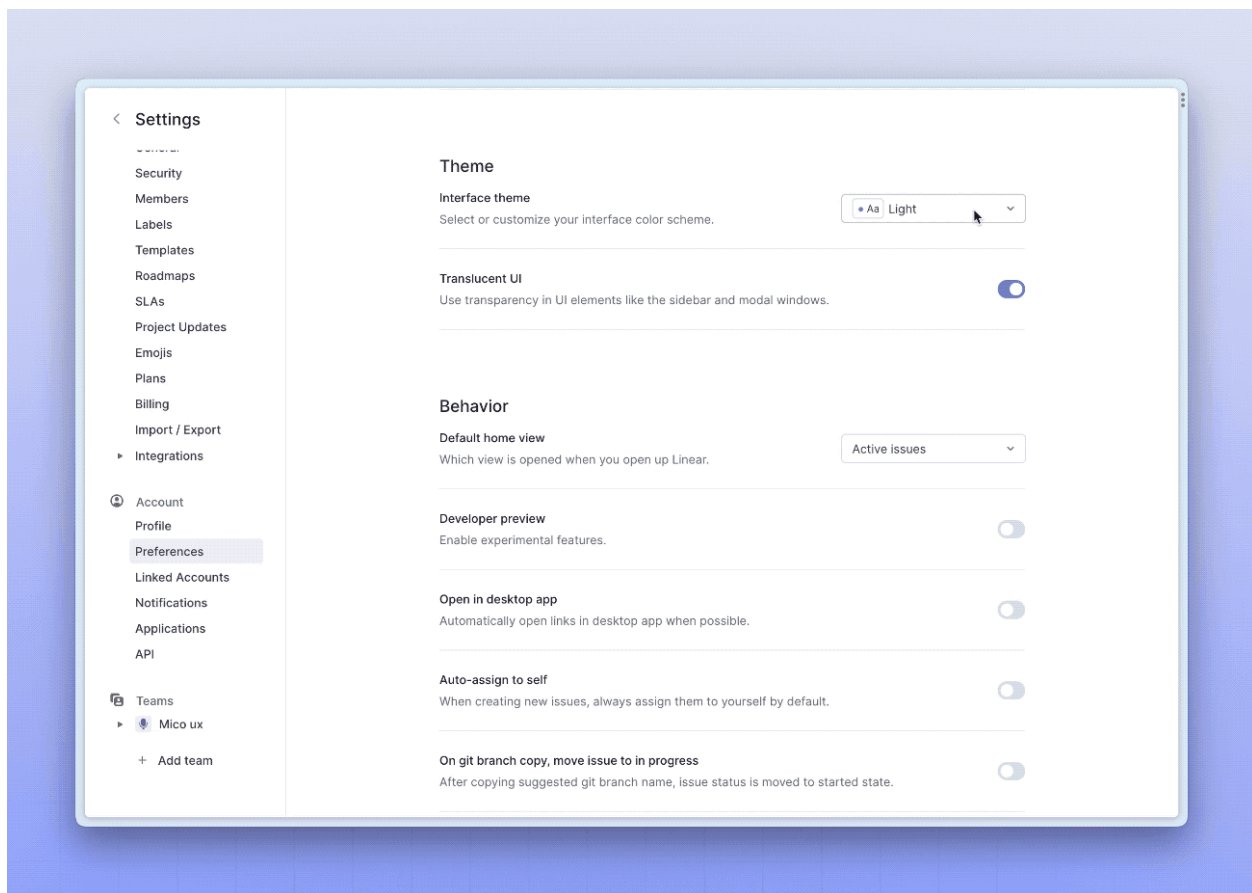 Settings
Security
Members
Labels
Templates
Roadmaps
SLAs
Project Updates
Emojis
Plans
Billing
Import / Export
Integrations
Account
Profile
Preferences
Linked Accounts
Notifications
Applications
API
Teams
Mico ux
+ Add team
Theme
Interface theme
Select or customize your interface color scheme.
Aa Light
Translucent UI
Use transparency in UI elements like the sidebar and modal windows.
Behavior
Default home view
Which view is opened when you open up Linear.
Active issues
Developer preview
Enable experimental features.
Open in desktop app
Automatically open links in desktop app when possible.
Auto-assign to self
When creating new issues, always assign them to yourself by default.
On git branch copy, move issue to in progress
After copying suggested git branch name, issue status is moved to started state.